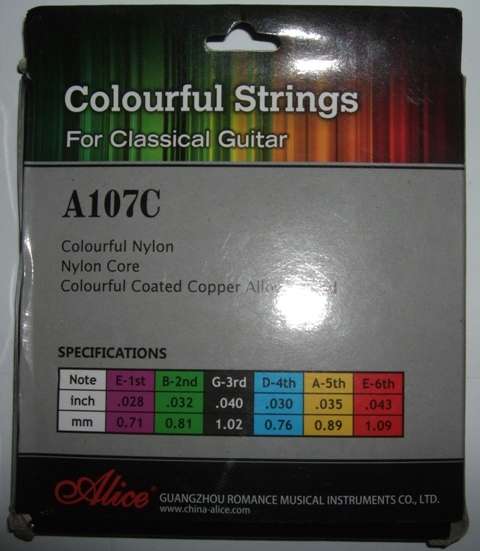 Colourful Strings
For Classical Guitar
A107C
Colourful Nylon
Nylon Core
Colourful Coated Copper Alloy
SPECIFICATIONS
Note E-1st B-2nd G-3rd D-4th A-5th E-6th
inch .028 .032 .040 .030 .035 .043
mm 0.71 0.81 1.02 0.76 0.89 1.09
Alice® GUANGZHOU ROMANCE MUSICAL INSTRUMENTS CO., LTD.
www.china-alice.com